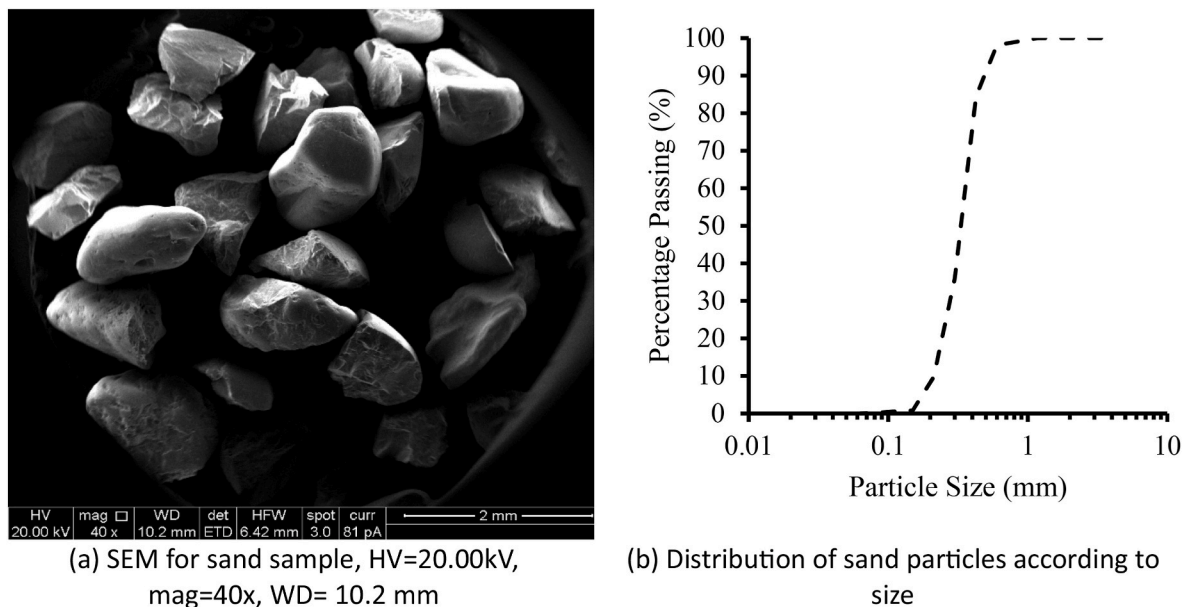 HV mag □ WD det HFW spot curr 2 mm
20.00 kV 40 x 10.2 mm ETD 6.42 mm 3.0 81 pA
(a) SEM for sand sample, HV=20.00kV,
mag=40x, WD= 10.2 mm
100
90
80
70
60
50
40
30
20
10
0
Percentage Passing (%)
0.01 0.1 1 10
Particle Size (mm)
(b) Distribution of sand particles according to
size